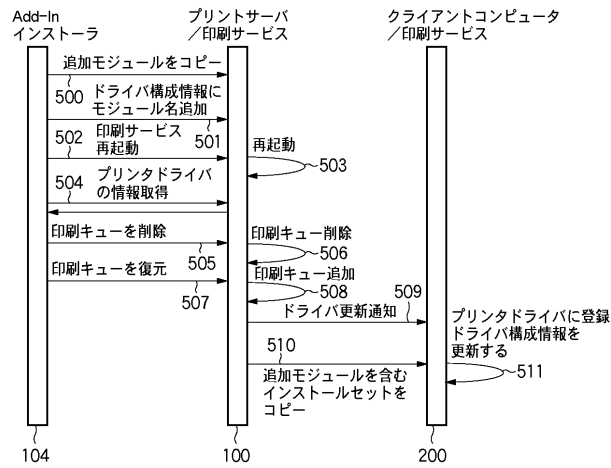 Add-In
インストーラ
プリントサーバ
／印刷サービス
クライアントコンピュータ
／印刷サービス
追加モジュールをコピー
500
ドライバ構成情報に
モジュール名追加
501
502
印刷サービス
再起動
再起動
503
504
プリンタドライバ
の情報取得
印刷キューを削除
505
印刷キュー削除
506
印刷キューを復元
507
印刷キュー追加
508
ドライバ更新通知
509
プリンタドライバに登録
ドライバ構成情報を
更新する
510
追加モジュールを含む
インストールセットを
コピー
511
104
100
200